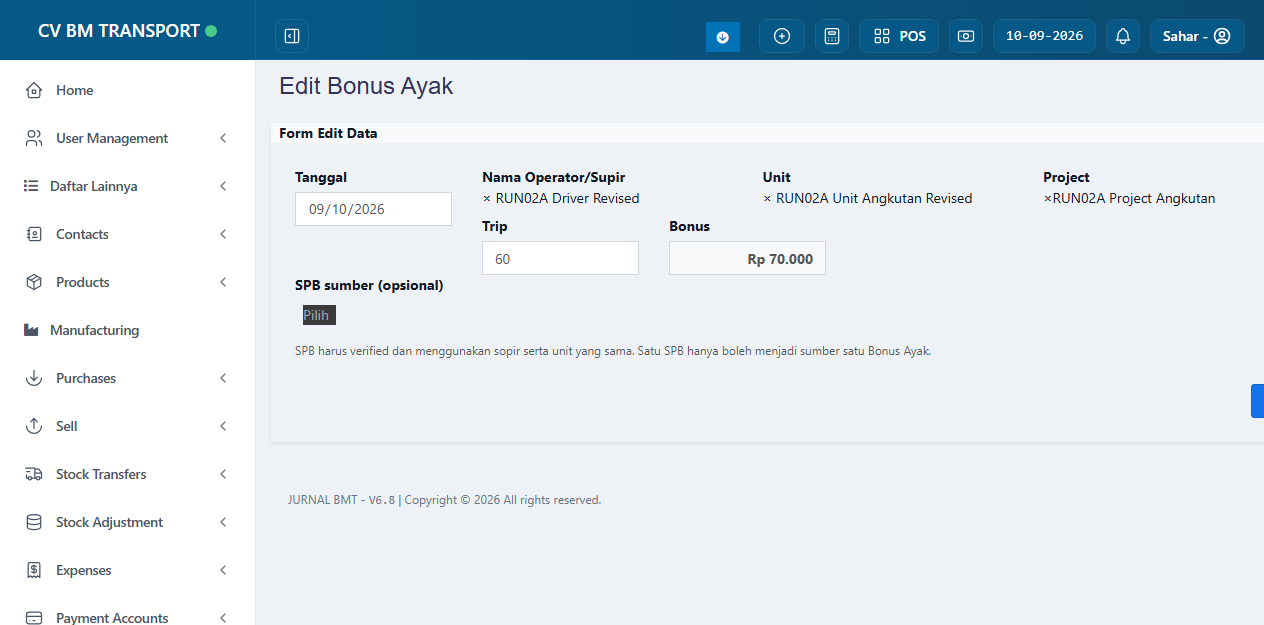 CV BM TRANSPORT
POS
10-09-2026
Sahar -
Home
User Management
Daftar Lainnya
Contacts
Products
Manufacturing
Purchases
Sell
Stock Transfers
Stock Adjustment
Expenses
Payment Accounts
Edit Bonus Ayak
Form Edit Data
Tanggal
09/10/2026
Nama Operator/Supir
× RUN02A Driver Revised
Unit
× RUN02A Unit Angkutan Revised
Project
×RUN02A Project Angkutan
Trip
60
Bonus
Rp 70.000
SPB sumber (opsional)
Pilih
SPB harus verified dan menggunakan sopir serta unit yang sama. Satu SPB hanya boleh menjadi sumber satu Bonus Ayak.
JURNAL BMT - V6.8 | Copyright © 2026 All rights reserved.